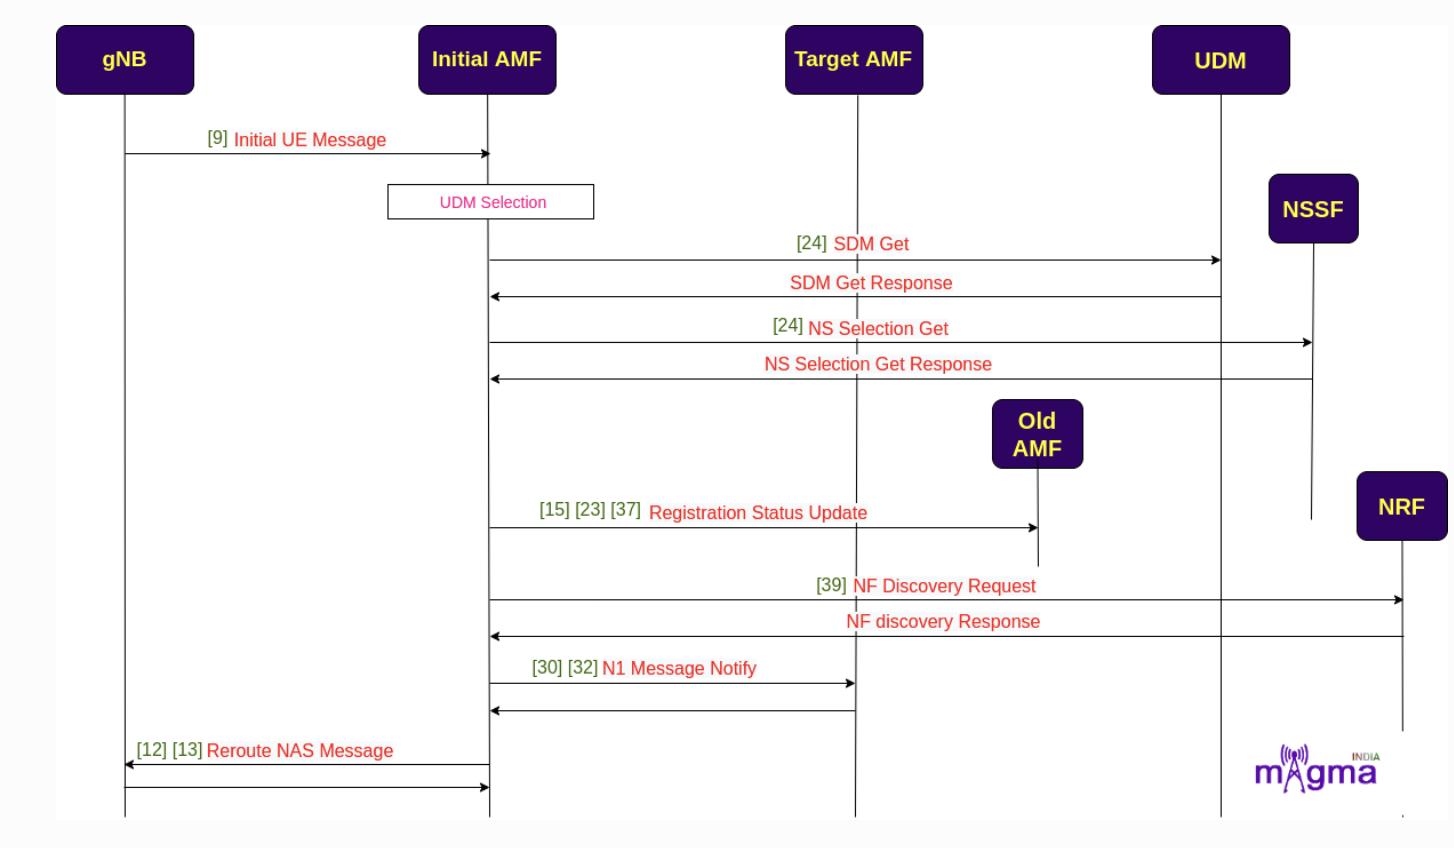 gNB
Initial AMF
Target AMF
UDM
[9] Initial UE Message
UDM Selection
NSSF
[24] SDM Get
SDM Get Response
[24] NS Selection Get
NS Selection Get Response
Old
AMF
[15] [23] [37] Registration Status Update
NRF
[39] NF Discovery Request
NF discovery Response
[30] [32] N1 Message Notify
[12] [13] Reroute NAS Message
INDIA
magma